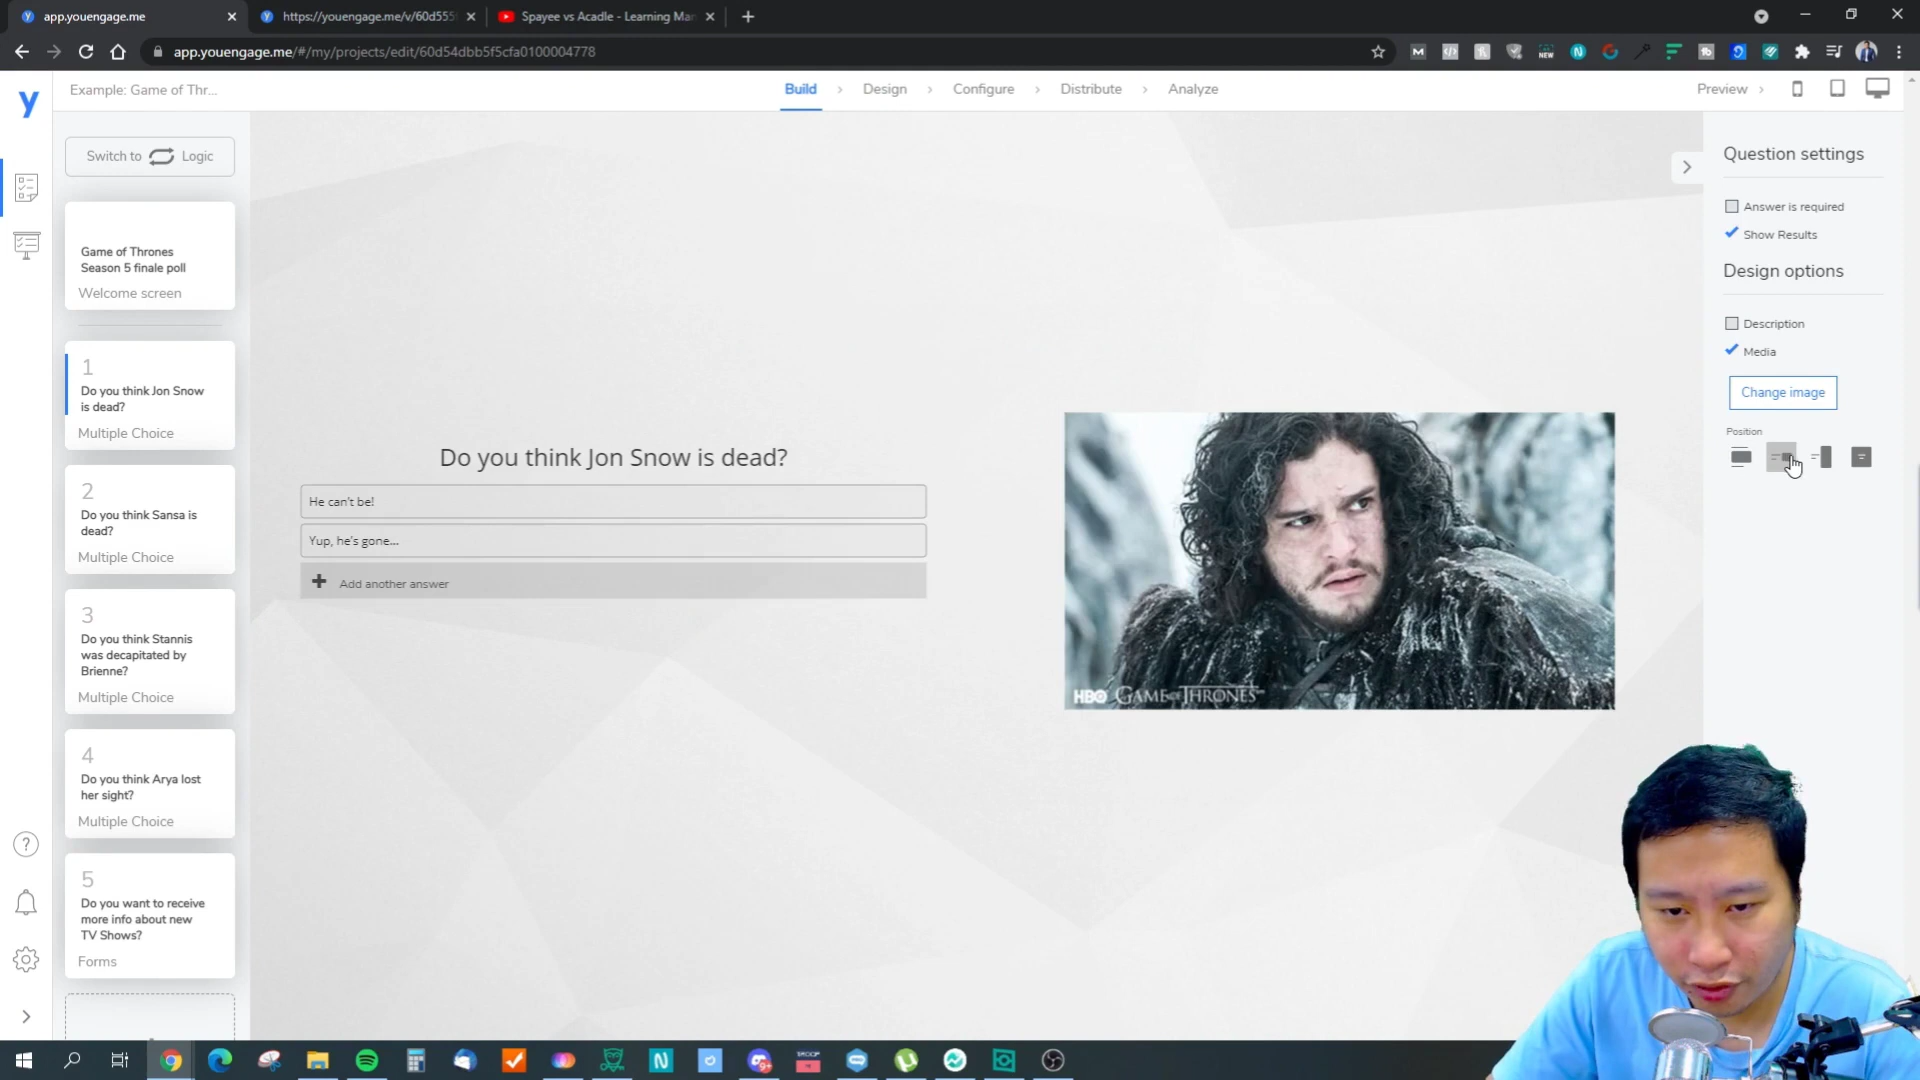 app.youengage.me
https://youengage.me/v/60d555
Spayee vs Acadle - Learning Mar
app.youengage.me/#/my/projects/edit/60d54dbb5f5cfa0100004778
y
Example: Game of Thr...
Build
Design
Configure
Distribute
Analyze
Preview
Switch to
Logic
Game of Thrones
Season 5 finale poll
Welcome screen
1
Do you think Jon Snow
is dead?
Multiple Choice
2
Do you think Sansa is
dead?
Multiple Choice
3
Do you think Stannis
was decapitated by
Brienne?
Multiple Choice
4
Do you think Arya lost
her sight?
Multiple Choice
5
Do you want to receive
more info about new
TV Shows?
Forms
Do you think Jon Snow is dead?
He can't be!
Yup, he's gone...
Add another answer
HBO GAME OF THRONES
Question settings
Answer is required
Show Results
Design options
Description
Media
Change image
Position